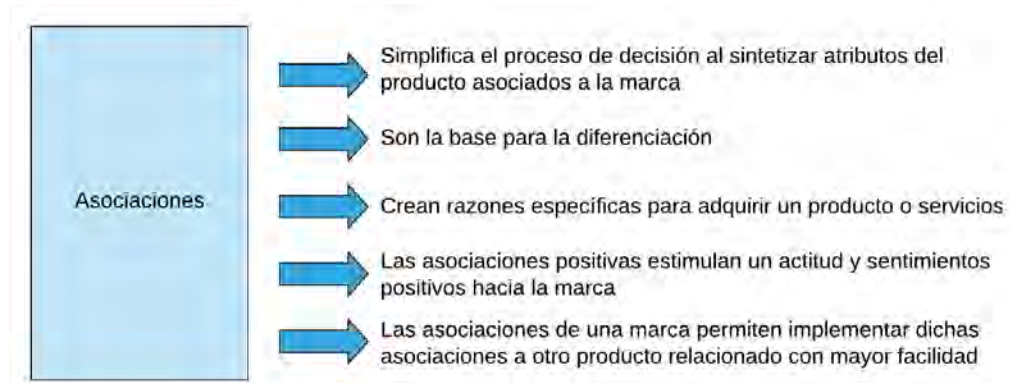 Asociaciones
Simplifica el proceso de decisión al sintetizar atributos del
producto asociados a la marca
Son la base para la diferenciación
Crean razones específicas para adquirir un producto o servicios
Las asociaciones positivas estimulan un actitud y sentimientos
positivos hacia la marca
Las asociaciones de una marca permiten implementar dichas
asociaciones a otro producto relacionado con mayor facilidad